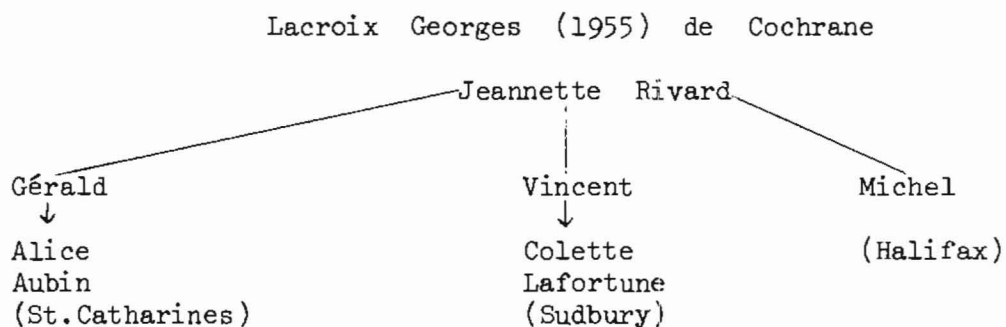 Lacroix Georges (1955) de Cochrane
Jeannette Rivard
Gérald Vincent Michel
Alice Colette (Halifax)
Aubin Lafortune
(St.Catharines) (Sudbury)